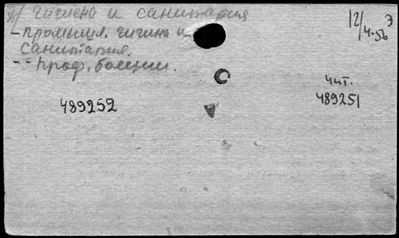 гигиена и санитария
12/4-56 Э
- Промышл. гигиена и
Санитария.
-- Проф. болезни.
чит.
489252
489251